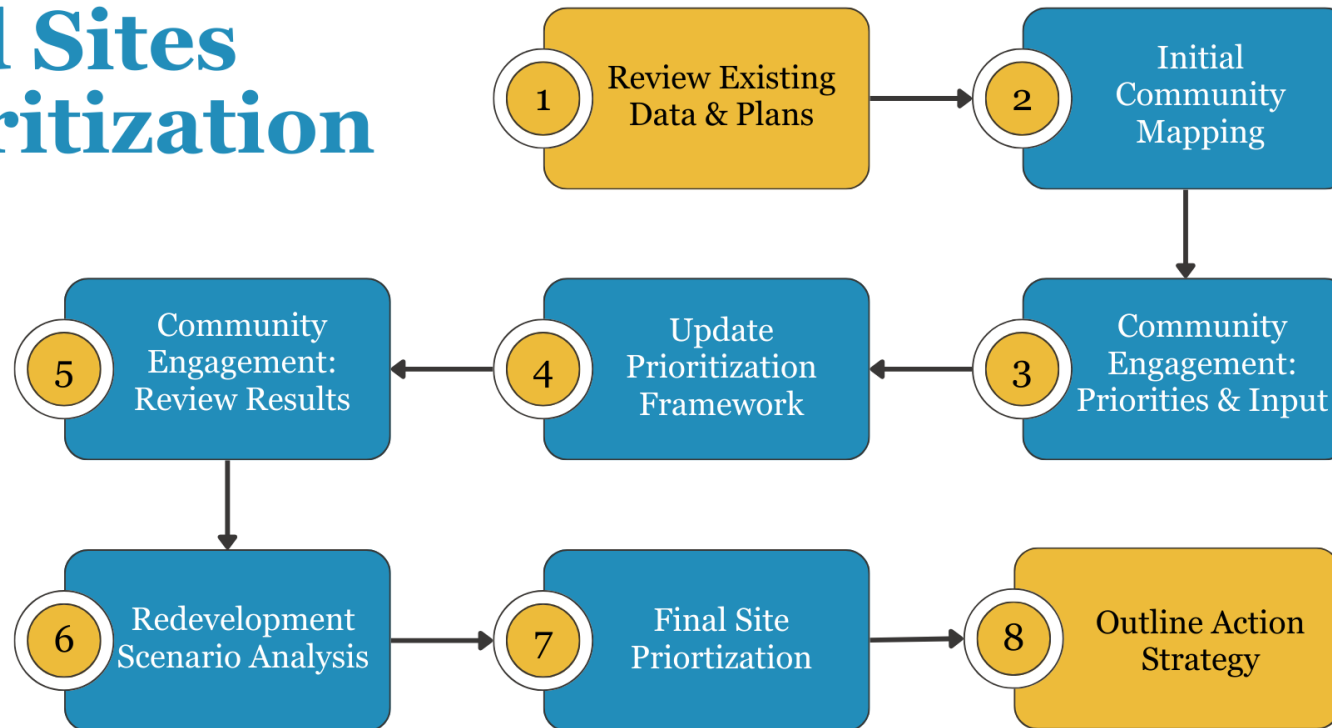 Sites
1
Review Existing
Data & Plans
2
Initial
Community
Mapping
5
Community
Engagement:
Review Results
4
Update
Prioritization
Framework
3
Community
Engagement:
Priorities & Input
6
Redevelopment
Scenario Analysis
7
Final Site
Priortization
8
Outline Action
Strategy